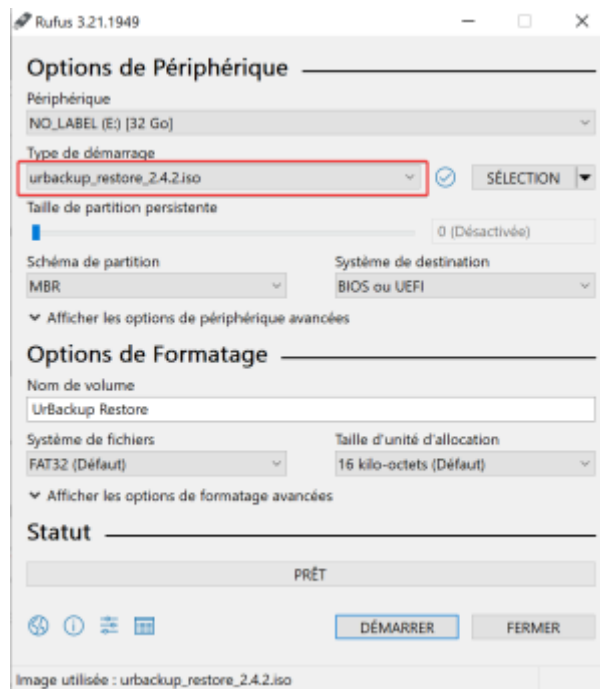 Rufus 3.21.1949
Options de Périphérique
Périphérique
NO_LABEL (E:) [32 Go]
Type de démarrage
urbackup_restore_2.4.2.iso
SÉLECTION
Taille de partition persistente
0 (Désactivée)
Schéma de partition
Système de destination
MBR
BIOS ou UEFI
Afficher les options de périphérique avancées
Options de Formatage
Nom de volume
UrBackup Restore
Système de fichiers
Taille d'unité d'allocation
FAT32 (Défaut)
16 kilo-octets (Défaut)
Afficher les options de formatage avancées
Statut
PRÊT
DÉMARRER
FERMER
Image utilisée : urbackup_restore_2.4.2.iso